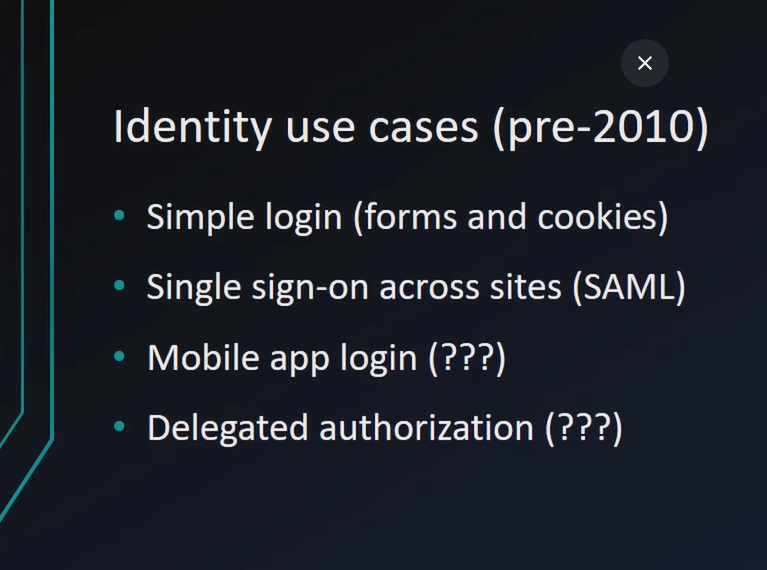 Identity use cases (pre-2010)
• Simple login (forms and cookies)
• Single sign-on across sites (SAML)
• Mobile app login (???)
• Delegated authorization (???)